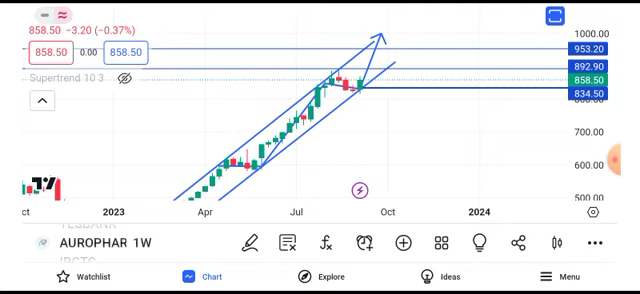 858.50 −3.20 (−0.37%)
858.50 0.00 858.50
Supertrend 10 3
1000.00
953.20
892.90
858.50
834.50
800.00
700.00
600.00
500.00
2023 Apr Jul Oct 2024
AUROPHAR 1W
Watchlist Chart Explore Ideas Menu